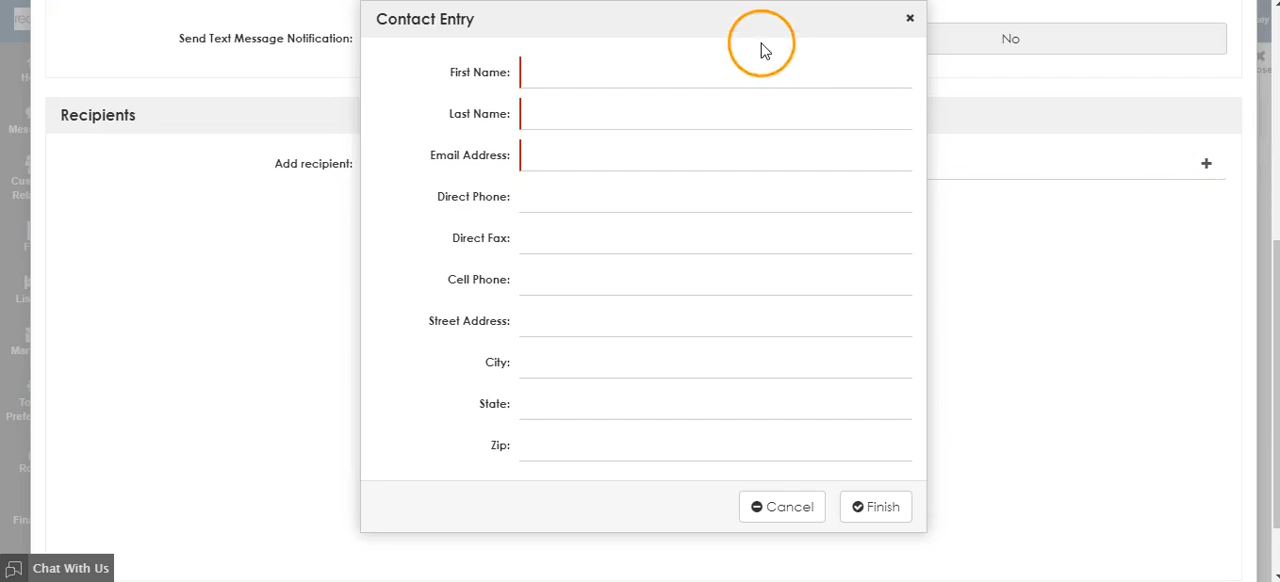 Contact Entry
Send Text Message Notification:
No
First Name:
Last Name:
Email Address:
Direct Phone:
Direct Fax:
Cell Phone:
Street Address:
City:
State:
Zip:
Recipients
Add recipient:
Cancel
Finish
Chat With Us